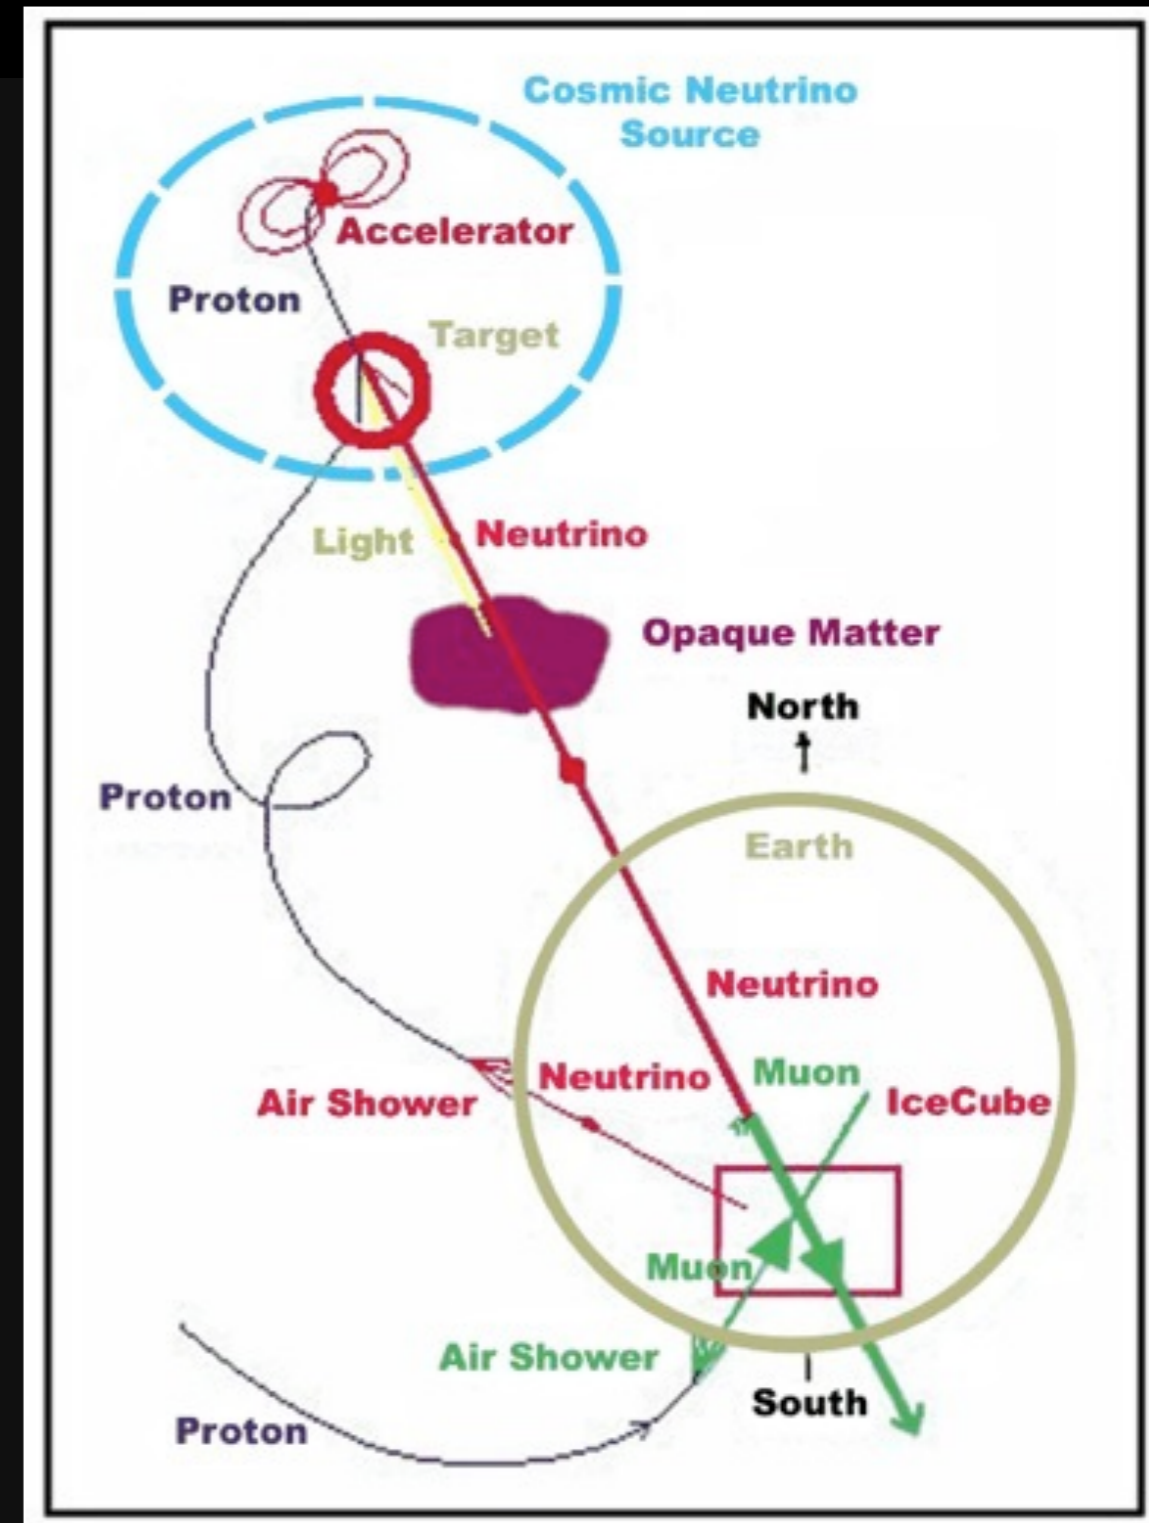 Cosmic Neutrino
Source
Accelerator
Proton
Target
Light
Neutrino
Opaque Matter
North
Proton
Earth
Neutrino
Neutrino
Muon
Air Shower
IceCube
Muon
Air Shower
South
Proton